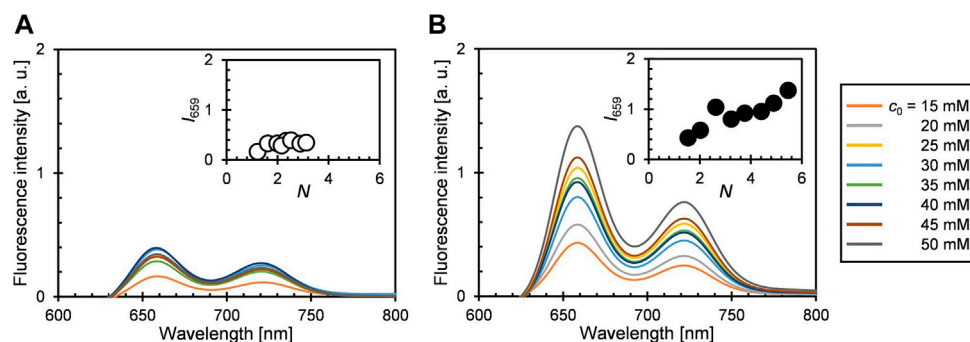 A
Fluorescence intensity [a. u.]
2
1
0
600
650
700
750
800
Wavelength [nm]
I659
2
1
0
0
2
4
6
N
B
Fluorescence intensity [a. u.]
2
1
0
600
650
700
750
800
Wavelength [nm]
I659
2
1
0
0
2
4
6
N
c0 = 15 mM
20 mM
25 mM
30 mM
35 mM
40 mM
45 mM
50 mM